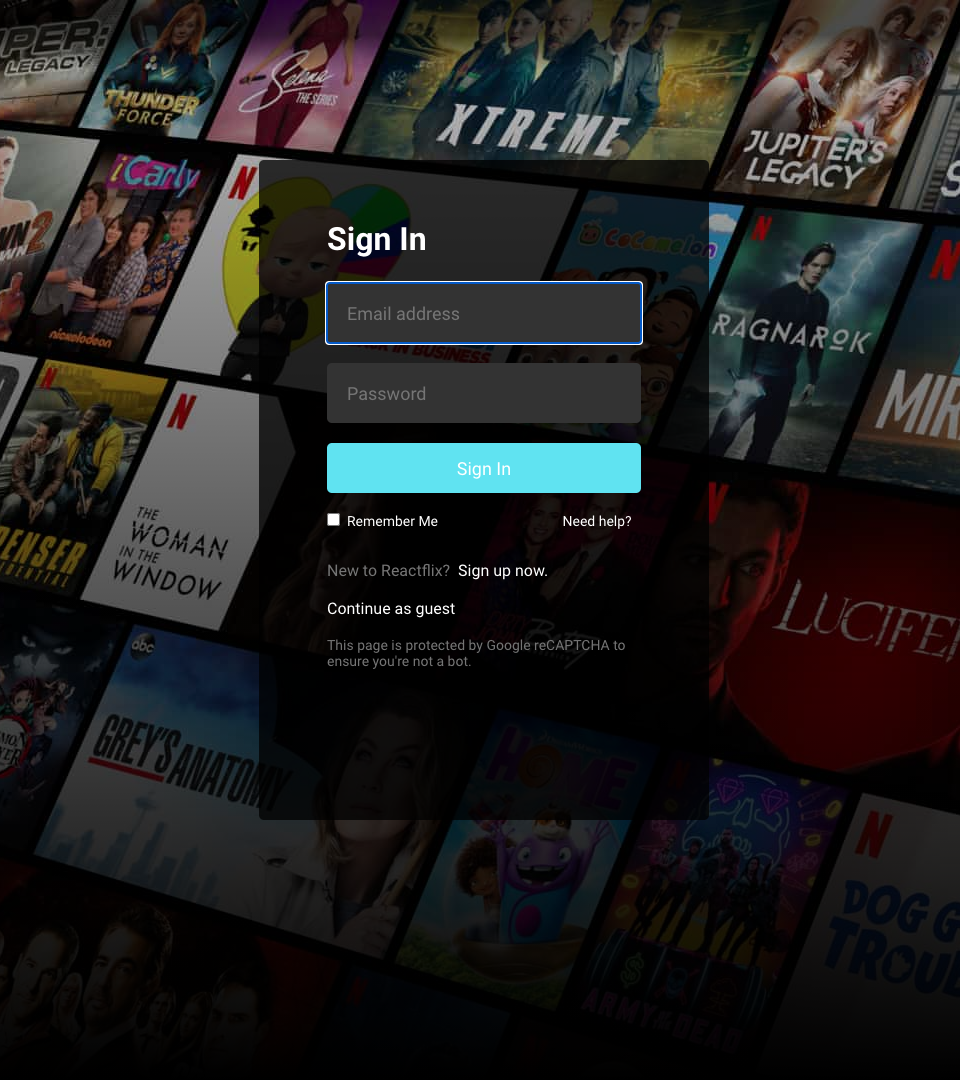 LEGACY
THUNDER
FORCE
Selena
THE SERIES
XTREME
JUPITER'S
LEGACY
iCarly
nickelodeon
N
CoComelon
N
RAGNAROK
N
2
Sign In
Email address
IN BUSINESS
Password
Sign In
Remember Me
Need help?
New to Reactflix? Sign up now.
Continue as guest
This page is protected by Google reCAPTCHA to
ensure you're not a bot.
N
N
THE
WOMAN
IN THE
WINDOW
LUCIFER
abc
GREY'S ANATOMY
HOME
N
DOG G
TROU
ARMY OF THE DEAD